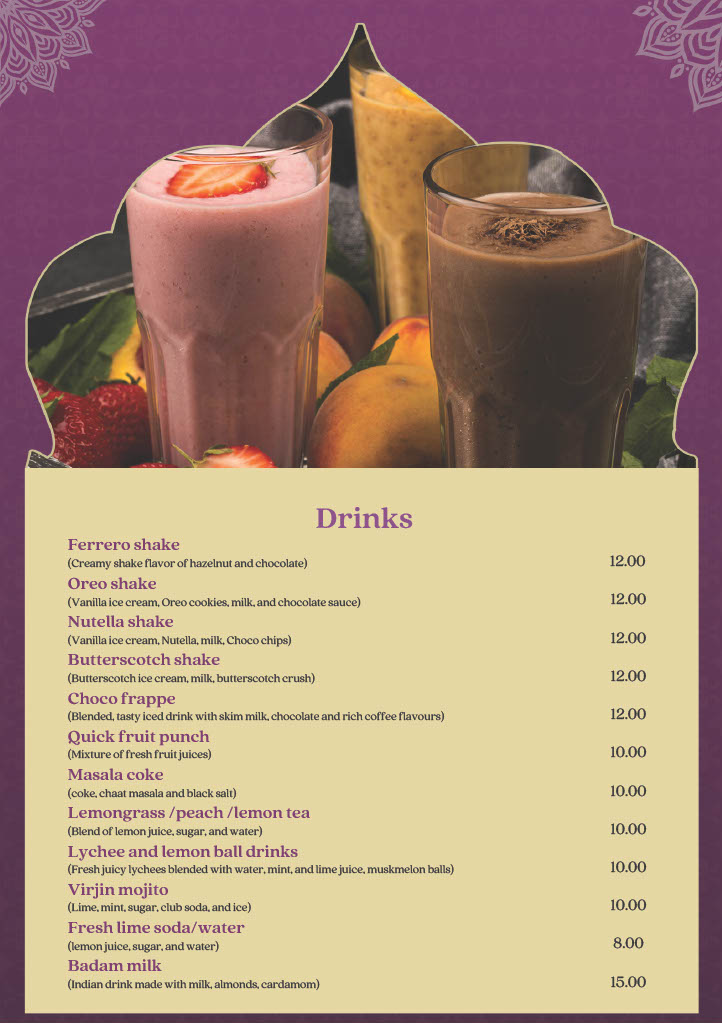 Drinks
Ferrero shake
(Creamy shake flavor of hazelnut and chocolate) 12.00
Oreo shake
(Vanilla ice cream, Oreo cookies, milk, and chocolate sauce) 12.00
Nutella shake
(Vanilla ice cream, Nutella, milk, Choco chips) 12.00
Butterscotch shake
(Butterscotch ice cream, milk, butterscotch crush) 12.00
Choco frappe
(Blended, tasty iced drink with skim milk, chocolate and rich coffee flavours) 12.00
Quick fruit punch
(Mixture of fresh fruit juices) 10.00
Masala coke
(coke, chaat masala and black salt) 10.00
Lemongrass /peach /lemon tea
(Blend of lemon juice, sugar, and water) 10.00
Lychee and lemon ball drinks
(Fresh juicy lychees blended with water, mint, and lime juice, muskmelon balls) 10.00
Virjin mojito
(Lime, mint, sugar, club soda, and ice) 10.00
Fresh lime soda/water
(lemon juice, sugar, and water) 8.00
Badam milk
(Indian drink made with milk, almonds, cardamom) 15.00